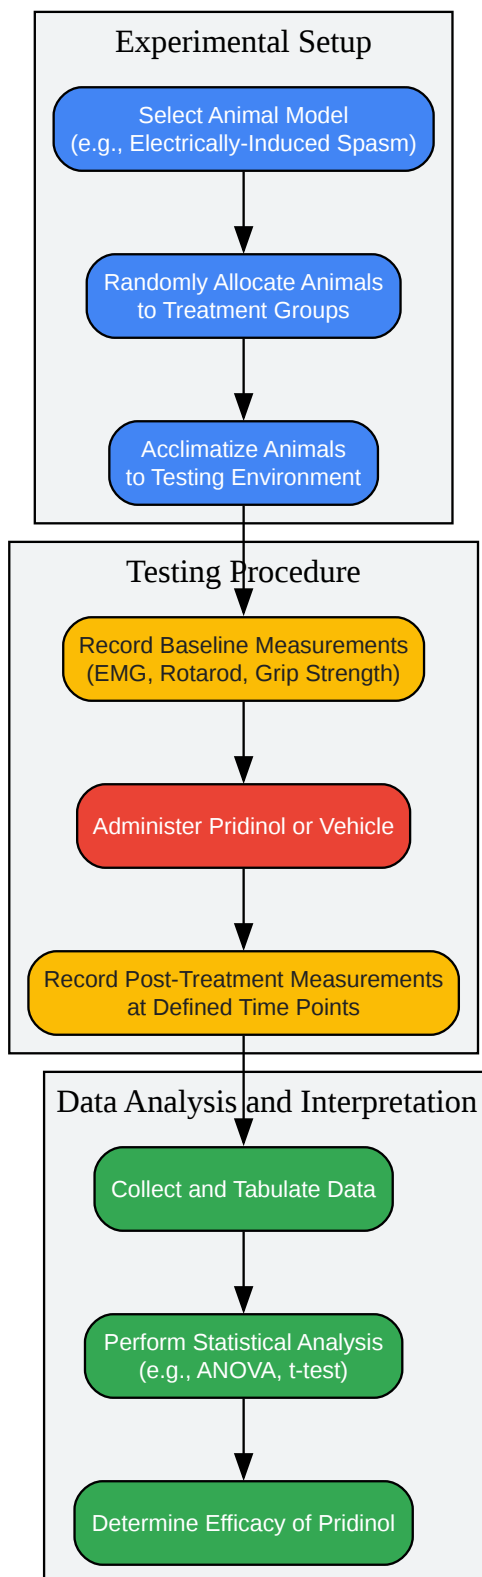 Experimental Setup
Select Animal Model
(e.g., Electrically-Induced Spasm)
Randomly Allocate Animals
to Treatment Groups
Acclimatize Animals
to Testing Environment
Testing Procedure
Record Baseline Measurements
(EMG, Rotarod, Grip Strength)
Administer Pridinol or Vehicle
Record Post-Treatment Measurements
at Defined Time Points
Data Analysis and Interpretation
Collect and Tabulate Data
Perform Statistical Analysis
(e.g., ANOVA, t-test)
Determine Efficacy of Pridinol